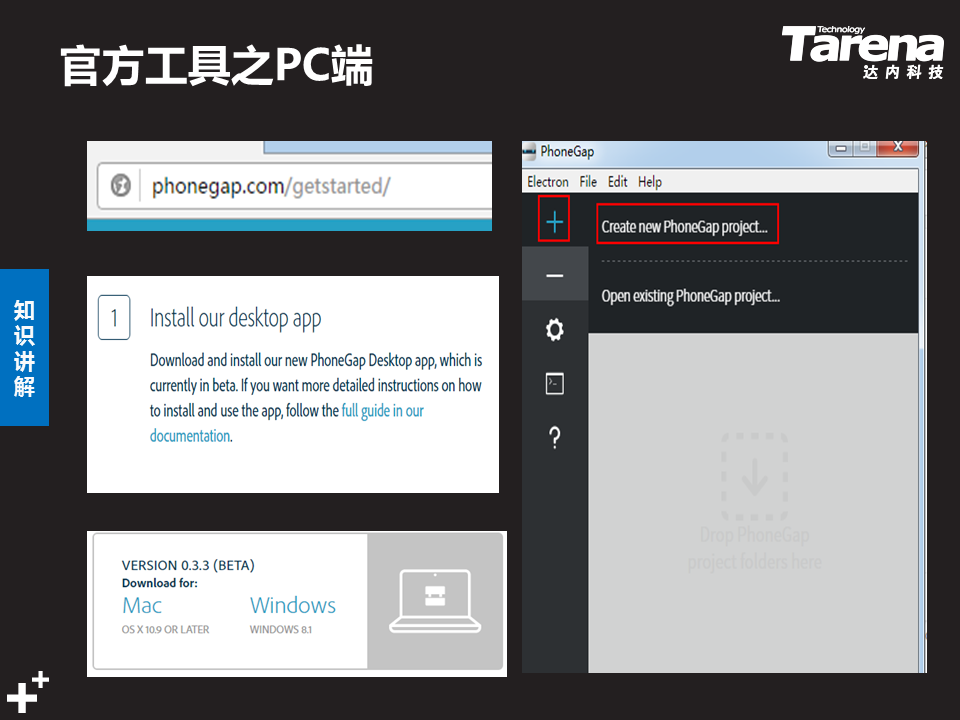 官方工具之PC端
Technology
Tarena
达内科技
知识讲解
phonegap.com/getstarted/
1
Install our desktop app
Download and install our new PhoneGap Desktop app, which is
currently in beta. If you want more detailed instructions on how
to install and use the app, follow the full guide in our
documentation.
VERSION 0.3.3 (BETA)
Download for:
Mac
Windows
OS X 10.9 OR LATER
WINDOWS 8.1
PhoneGap
Electron File Edit Help
Create new PhoneGap project...
Open existing PhoneGap project...
Drop PhoneGap
project folders here